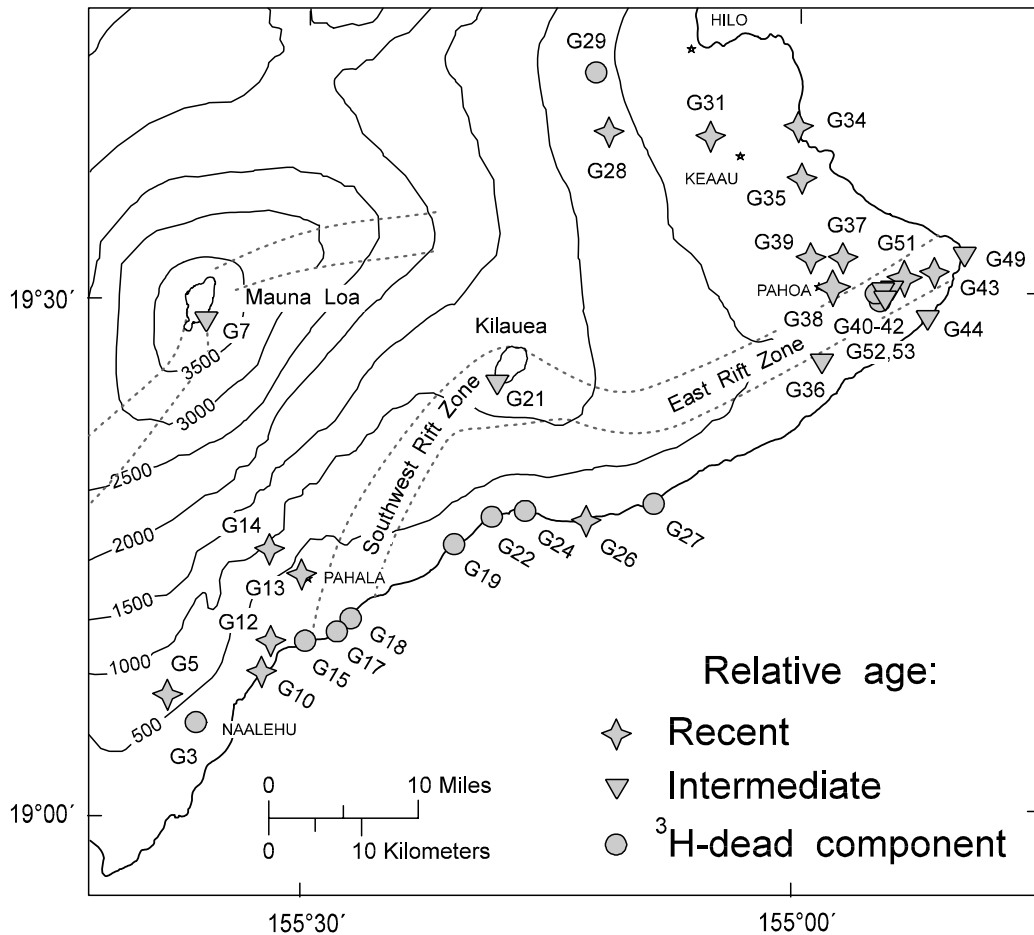 HILO
G29
G31
G34
G28
KEAAU
G35
G39
G37
G51
G49
19°30′
Mauna Loa
PAHOA
G43
G7
Kilauea
G38
G40-42
G44
3500
G52,53
3000
G21
East Rift Zone
G36
2500
Southwest Rift Zone
2000
G14
G27
G26
G24
G22
G19
G13
PAHALA
1500
G12
G18
1000
G17
G5
G15
G10
Relative age:
500
NAALEHU
G3
Recent
0
10 Miles
Intermediate
19°00′
0
10 Kilometers
³H-dead component
155°30′
155°00′